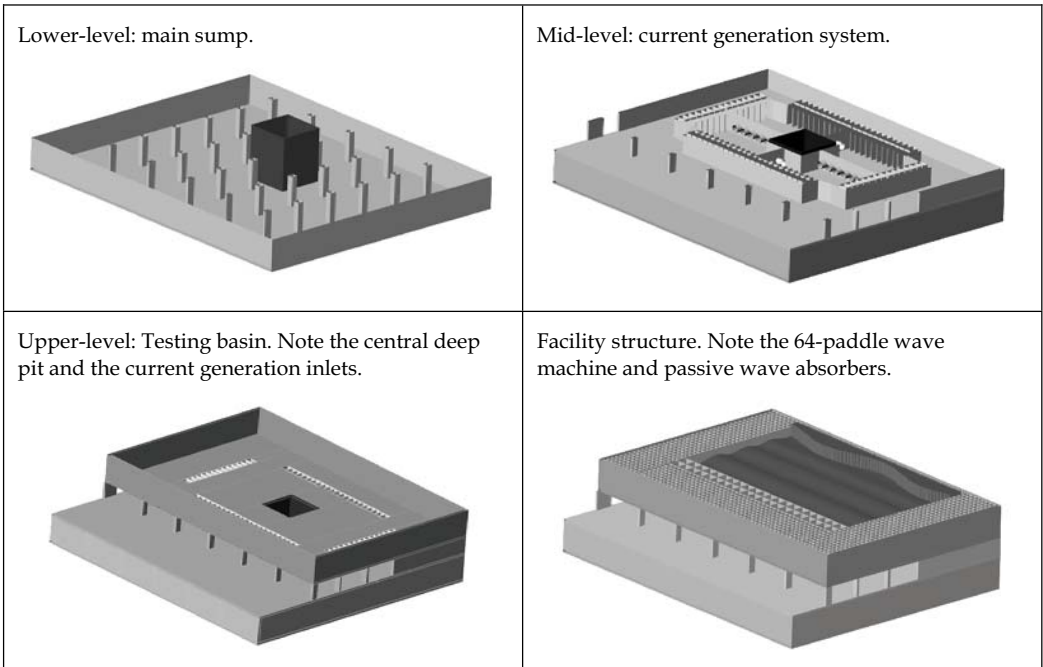 Lower-level: main sump.
Mid-level: current generation system.
Upper-level: Testing basin. Note the central deep
pit and the current generation inlets.
Facility structure. Note the 64-paddle wave
machine and passive wave absorbers.